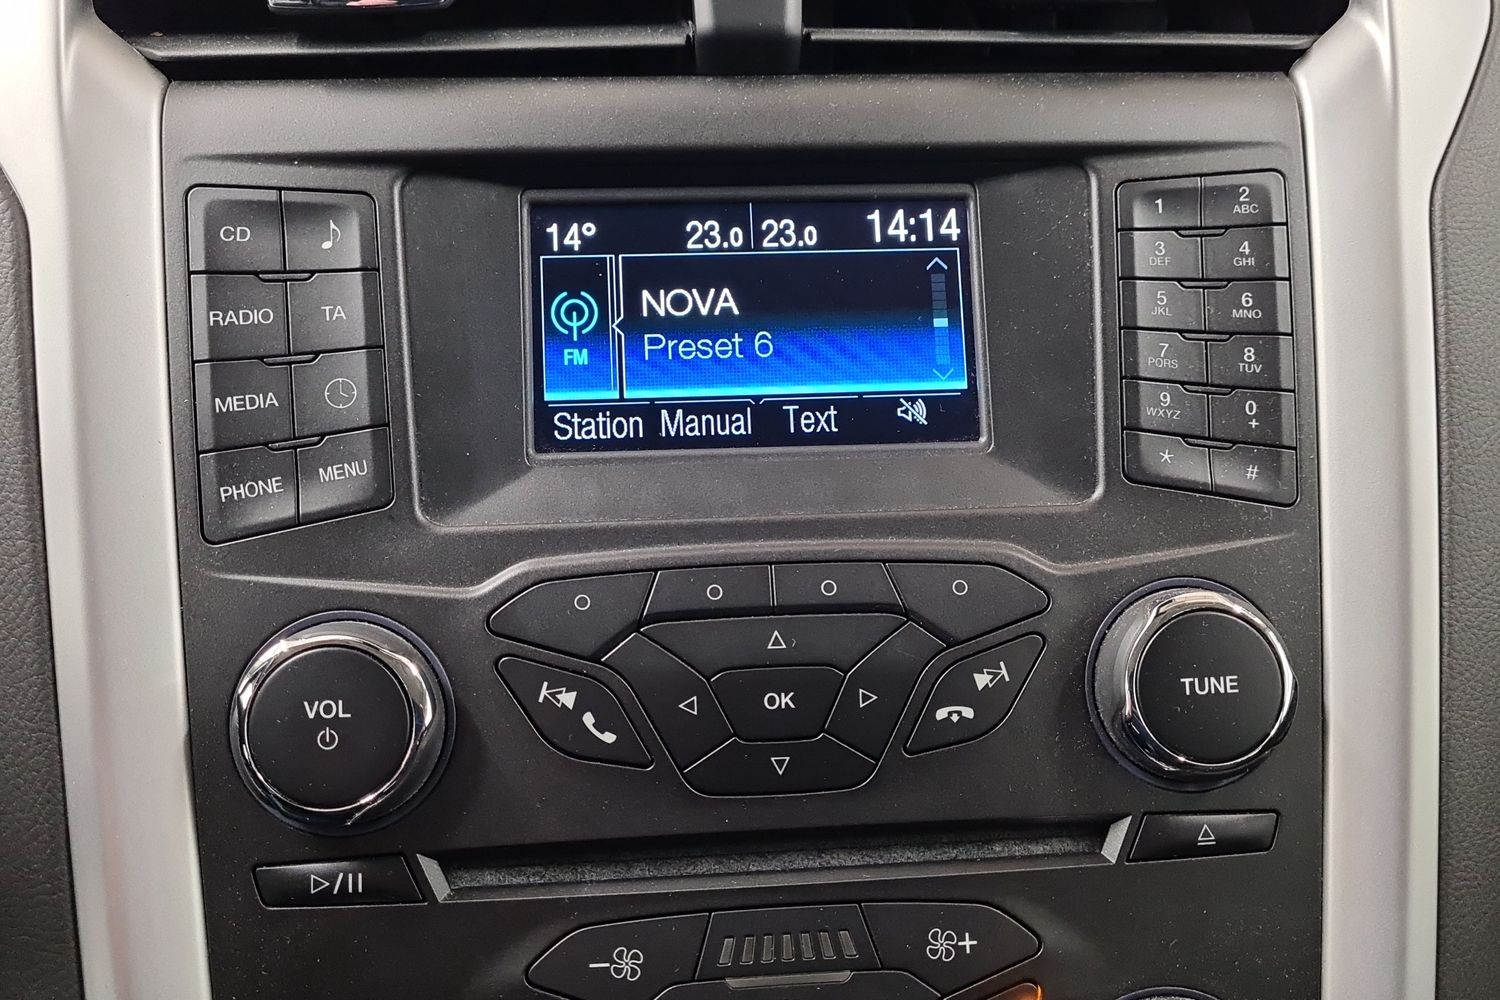 14° 23.0 23.0 14:14
NOVA
Preset 6
FM
Station Manual Text
CD
RADIO TA
MEDIA
PHONE MENU
1 2 ABC
3 DEF 4 GHI
5 JKL 6 MNO
7 PQRS 8 TUV
9 WXYZ 0 +
* #
VOL
OK
TUNE